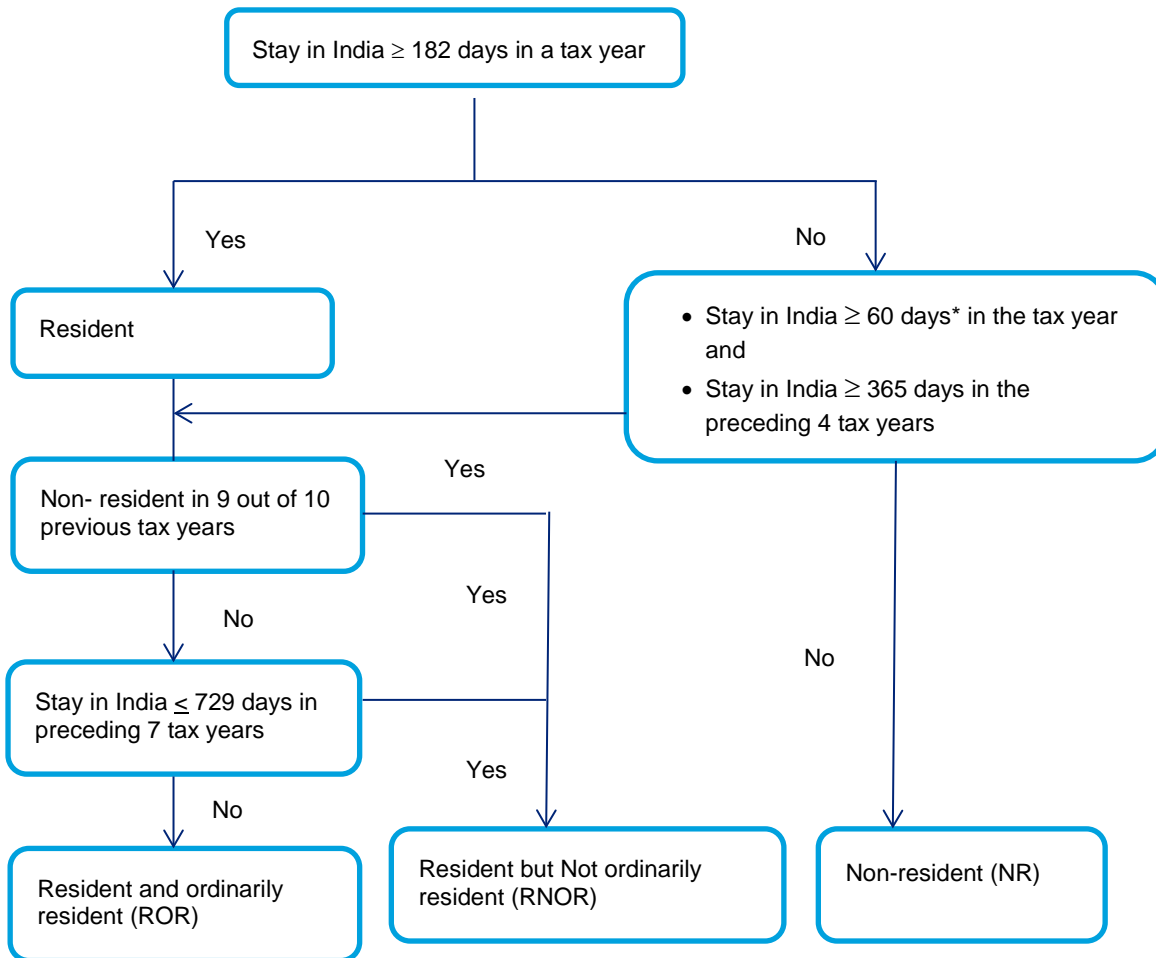 Stay in India ≥ 182 days in a tax year
Yes
No
Resident
• Stay in India ≥ 60 days* in the tax year
and
• Stay in India ≥ 365 days in the
preceding 4 tax years
Yes
Non- resident in 9 out of 10
previous tax years
Yes
No
No
Stay in India ≤ 729 days in
preceding 7 tax years
Yes
No
Resident and ordinarily
resident (ROR)
Resident but Not ordinarily
resident (RNOR)
Non-resident (NR)